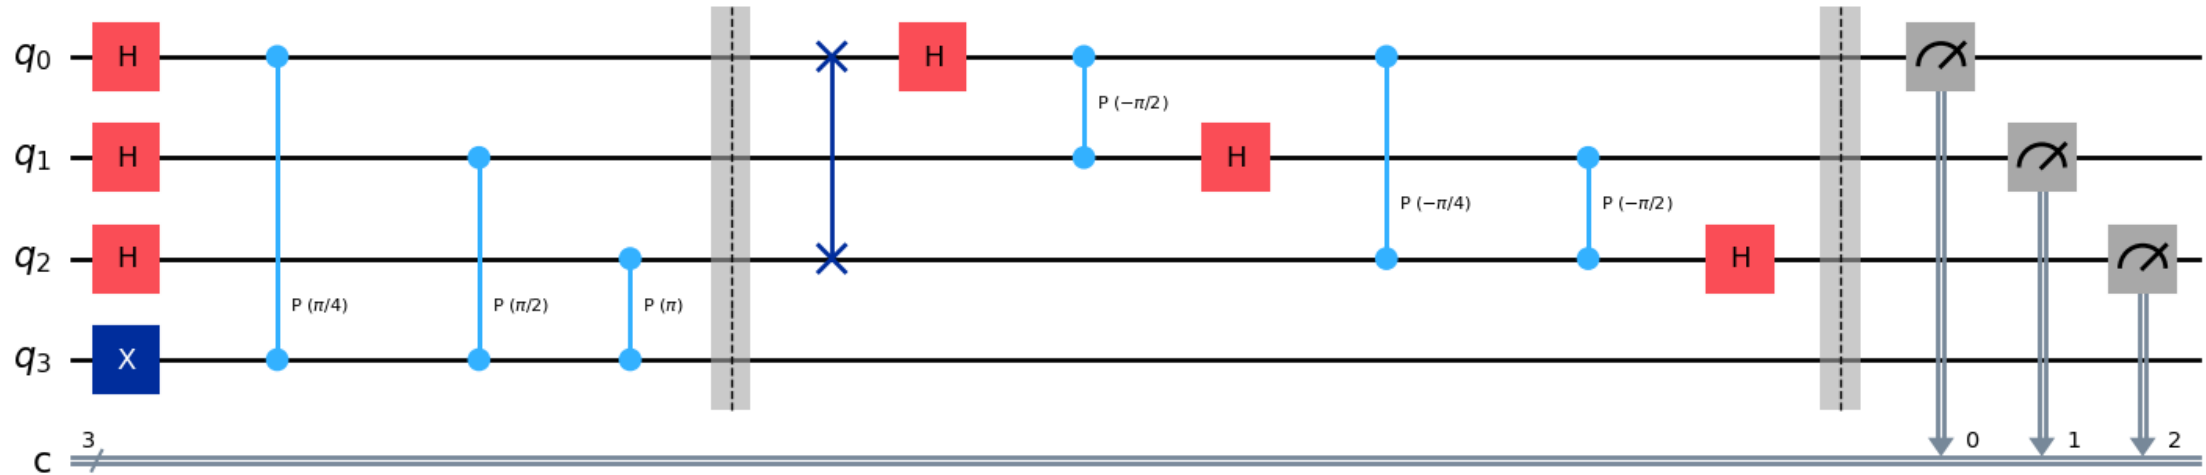 q0 H H
P (−π/2)
q1 H H
P (−π/4) P (−π/2)
q2 H H
P (π/4) P (π/2) P (π)
q3 X
3 0 1 2
c